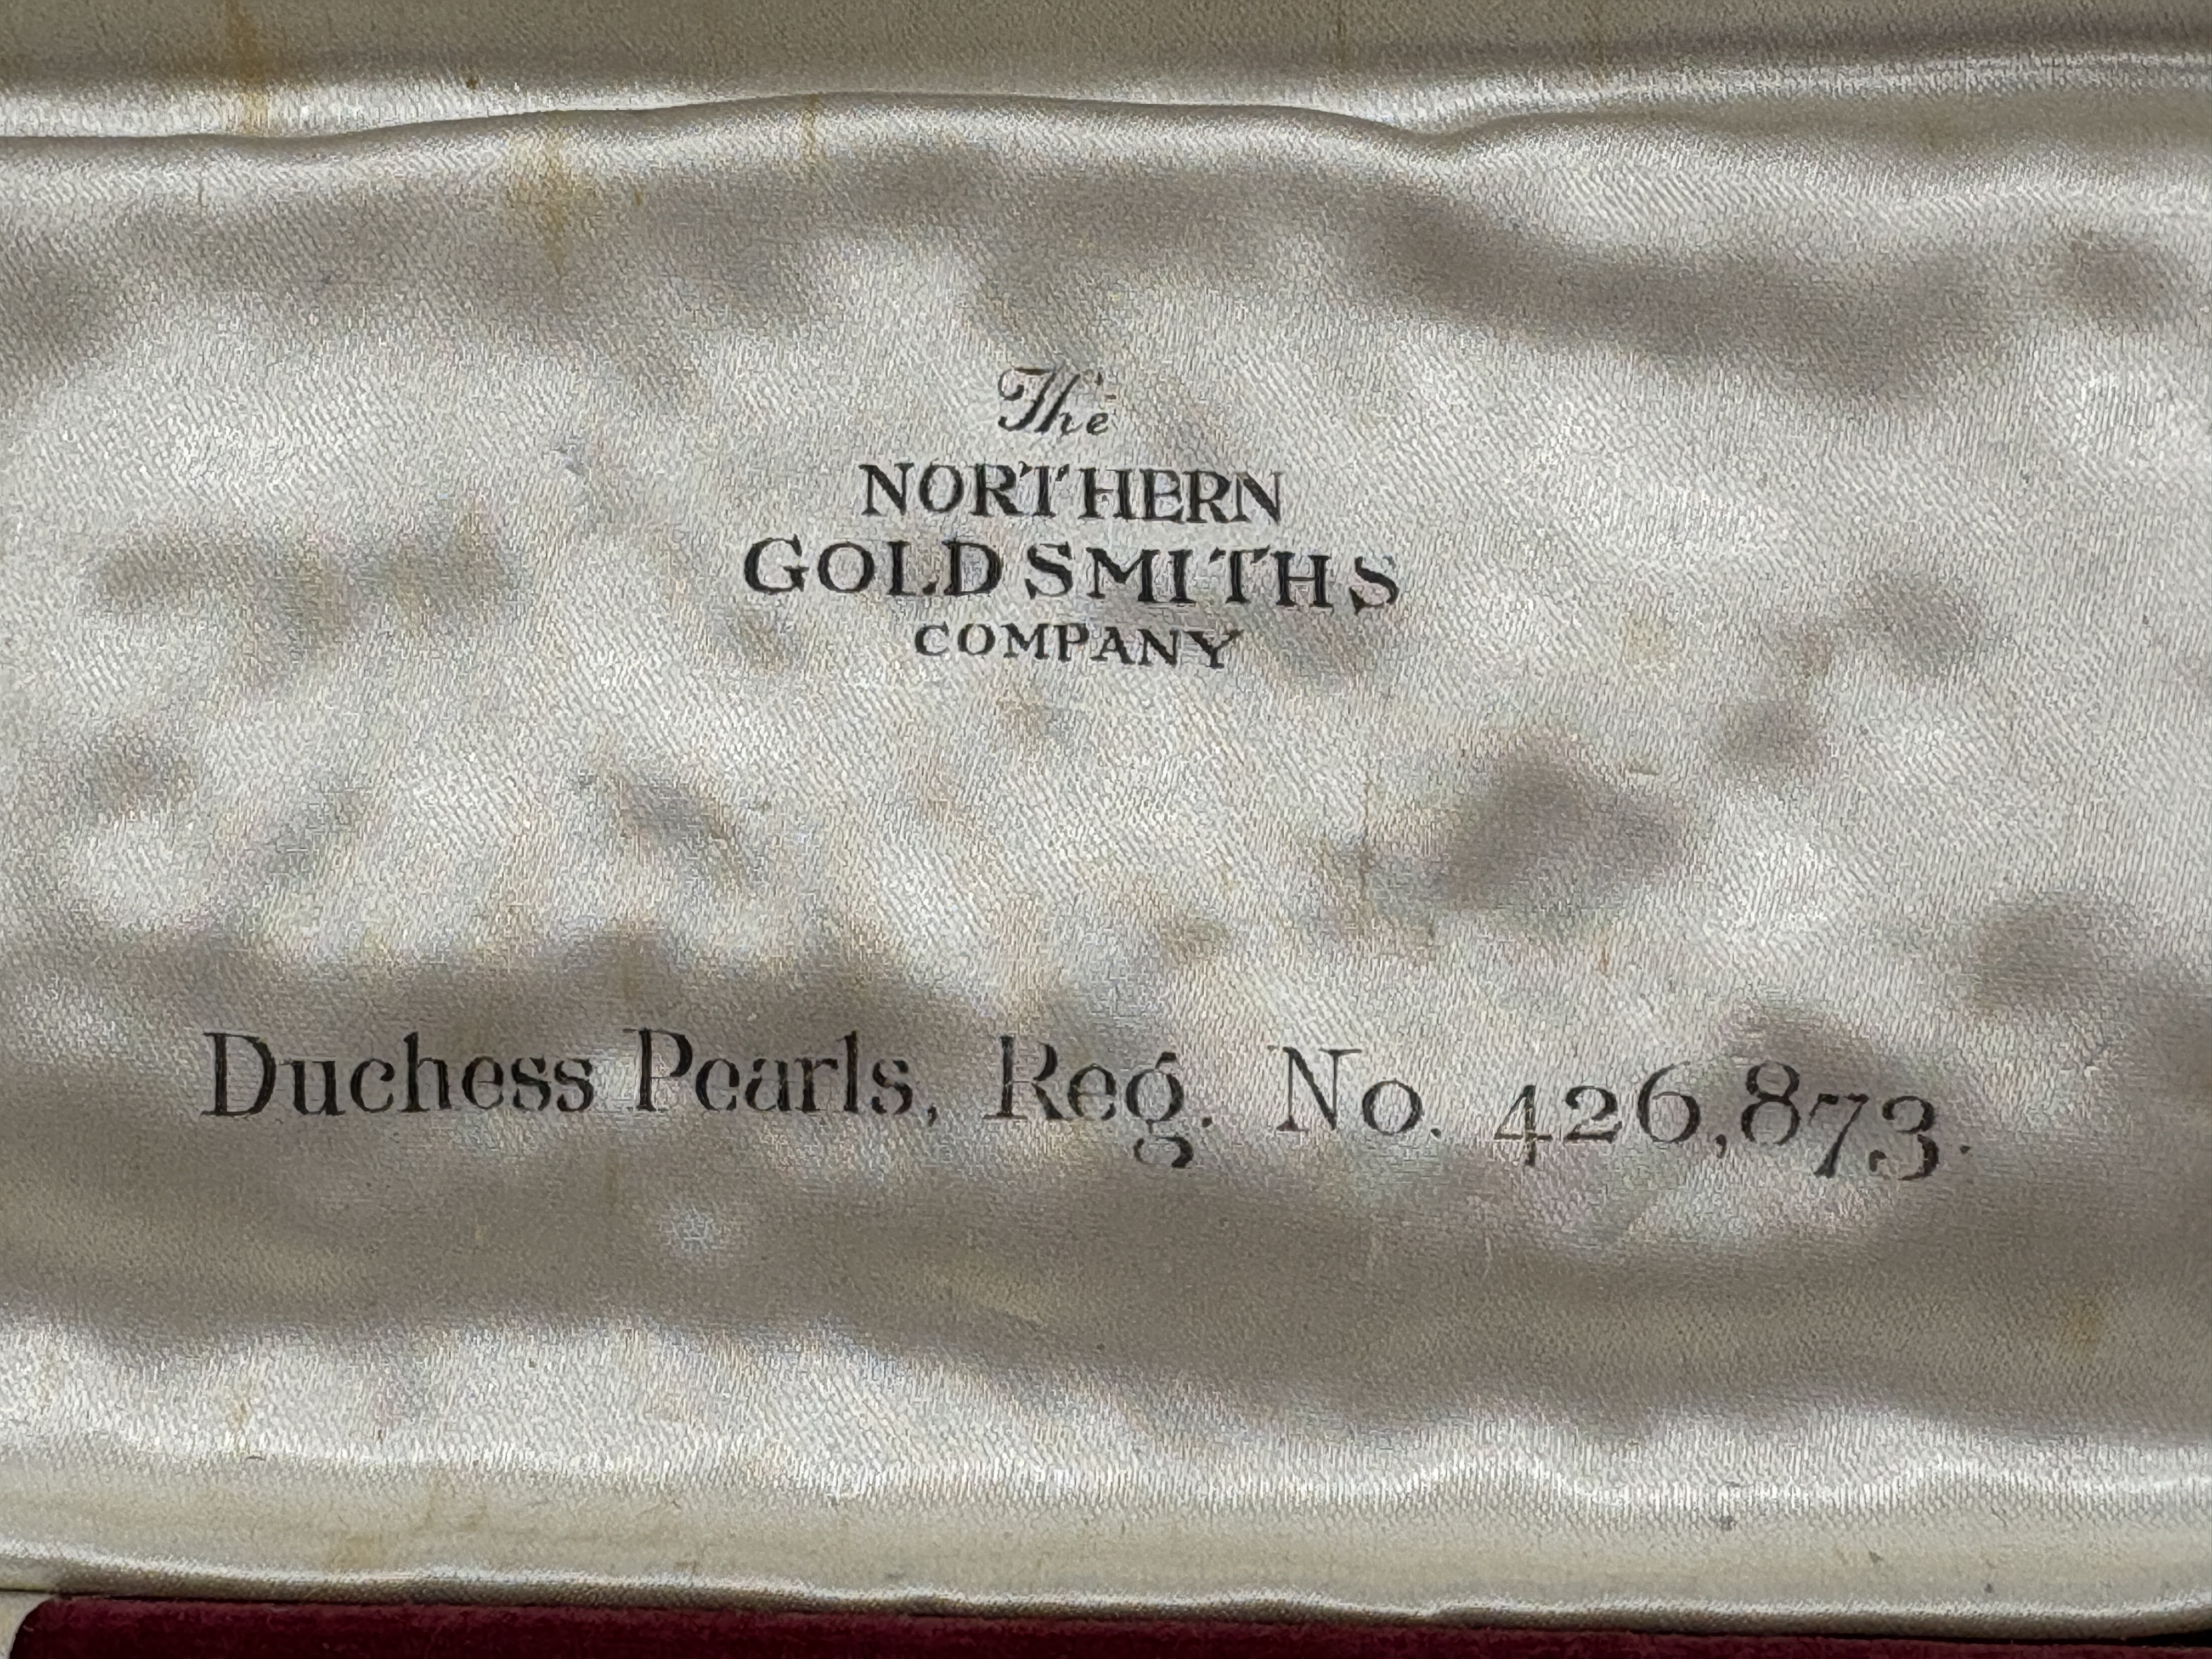 The
NORTHERN
GOLDSMITHS
COMPANY
Duchess Pearls, Reg. No. 426,873.